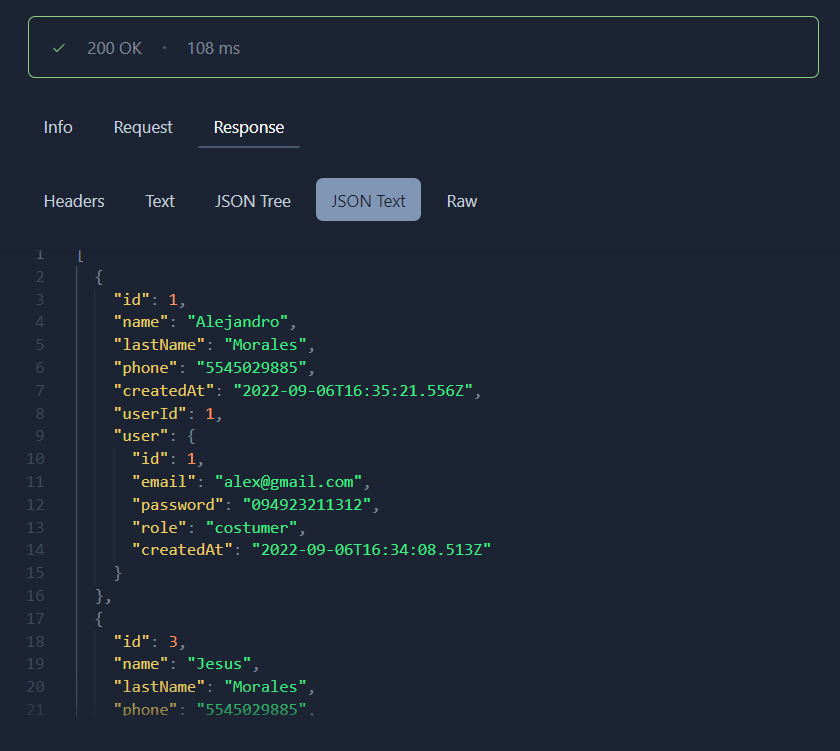 200 OK • 108 ms
Info Request Response
Headers Text JSON Tree JSON Text Raw
1 [
2 {
3 "id": 1,
4 "name": "Alejandro",
5 "lastName": "Morales",
6 "phone": "5545029885",
7 "createdAt": "2022-09-06T16:35:21.556Z",
8 "userId": 1,
9 "user": {
10 "id": 1,
11 "email": "alex@gmail.com",
12 "password": "094923211312",
13 "role": "costumer",
14 "createdAt": "2022-09-06T16:34:08.513Z"
15 }
16 },
17 {
18 "id": 3,
19 "name": "Jesus",
20 "lastName": "Morales",
21 "phone": "5545029885",